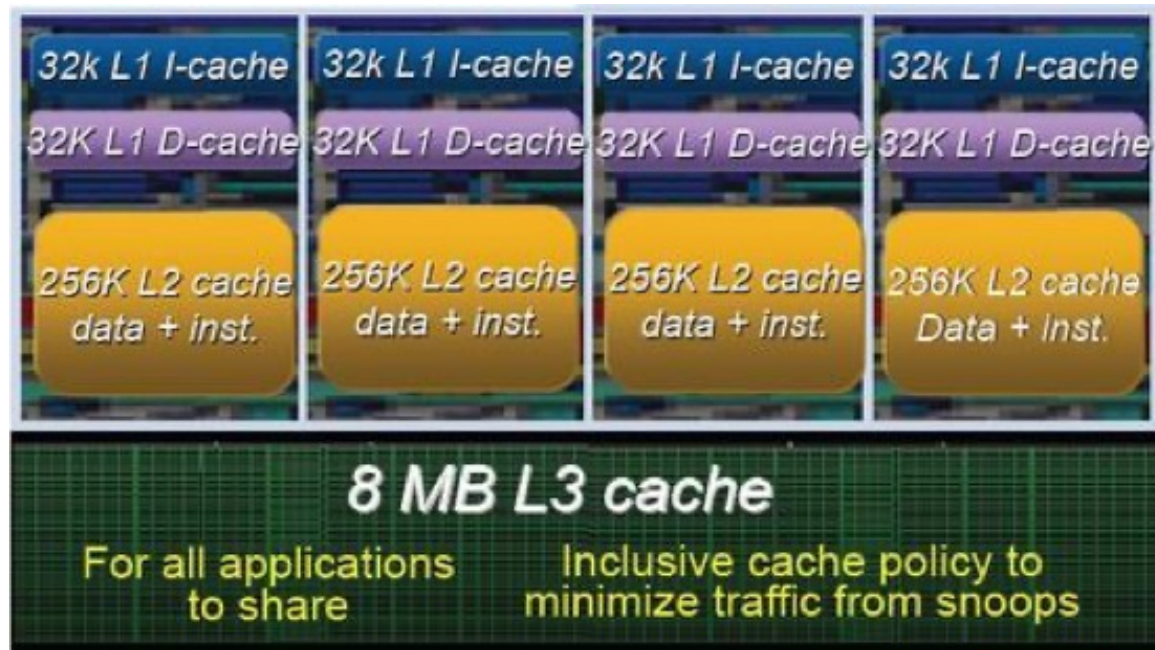 32k L1 I-cache
32K L1 D-cache
256K L2 cache
data + inst.
32k L1 I-cache
32K L1 D-cache
256K L2 cache
data + inst.
32k L1 I-cache
32K L1 D-cache
256K L2 cache
data + inst.
32k L1 I-cache
32K L1 D-cache
256K L2 cache
Data + Inst.
8 MB L3 cache
For all applications
to share
Inclusive cache policy to
minimize traffic from snoops